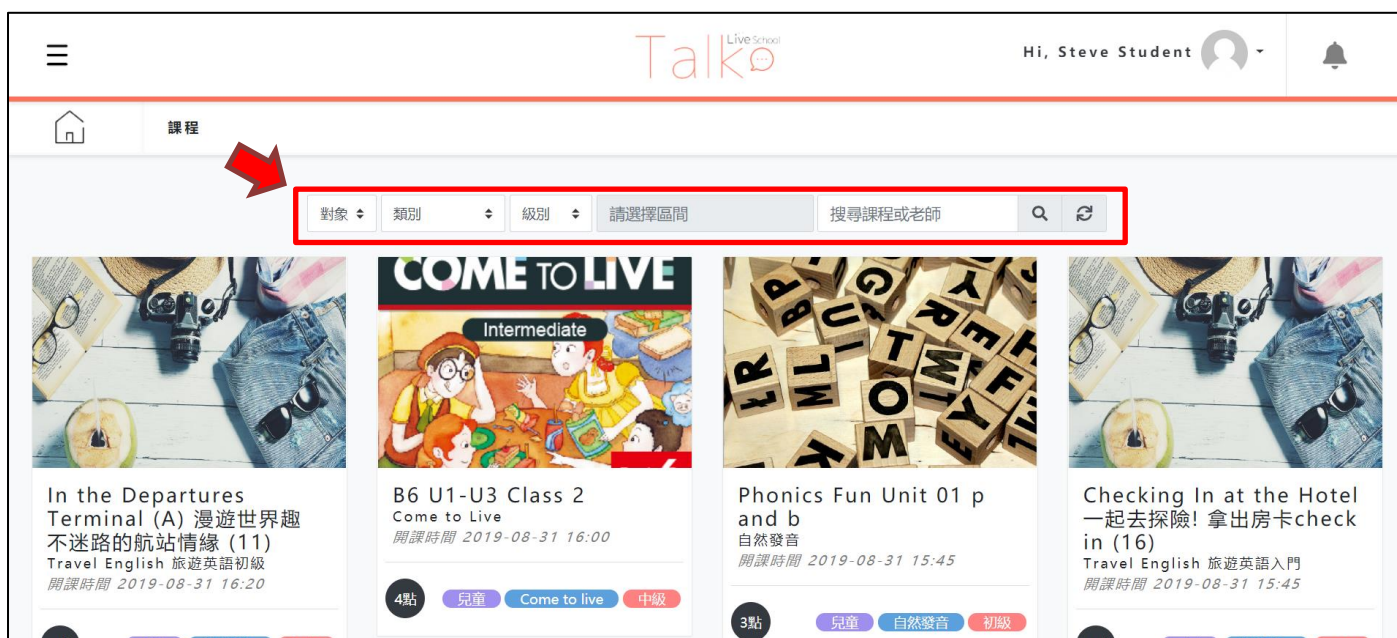 Talko
Live School
Hi, Steve Student
課程
對象
類別
級別
請選擇區間
搜尋課程或老師
COME TO LIVE
Intermediate
In the Departures
Terminal (A) 漫遊世界趣
不迷路的航站情緣 (11)
Travel English 旅遊英語初級
開課時間 2019-08-31 16:20
B6 U1-U3 Class 2
Come to Live
開課時間 2019-08-31 16:00
4點
兒童
Come to live
中級
Phonics Fun Unit 01 p
and b
自然發音
開課時間 2019-08-31 15:45
3點
兒童
自然發音
初級
Checking In at the Hotel
一起去探險! 拿出房卡check
in (16)
Travel English 旅遊英語入門
開課時間 2019-08-31 15:45